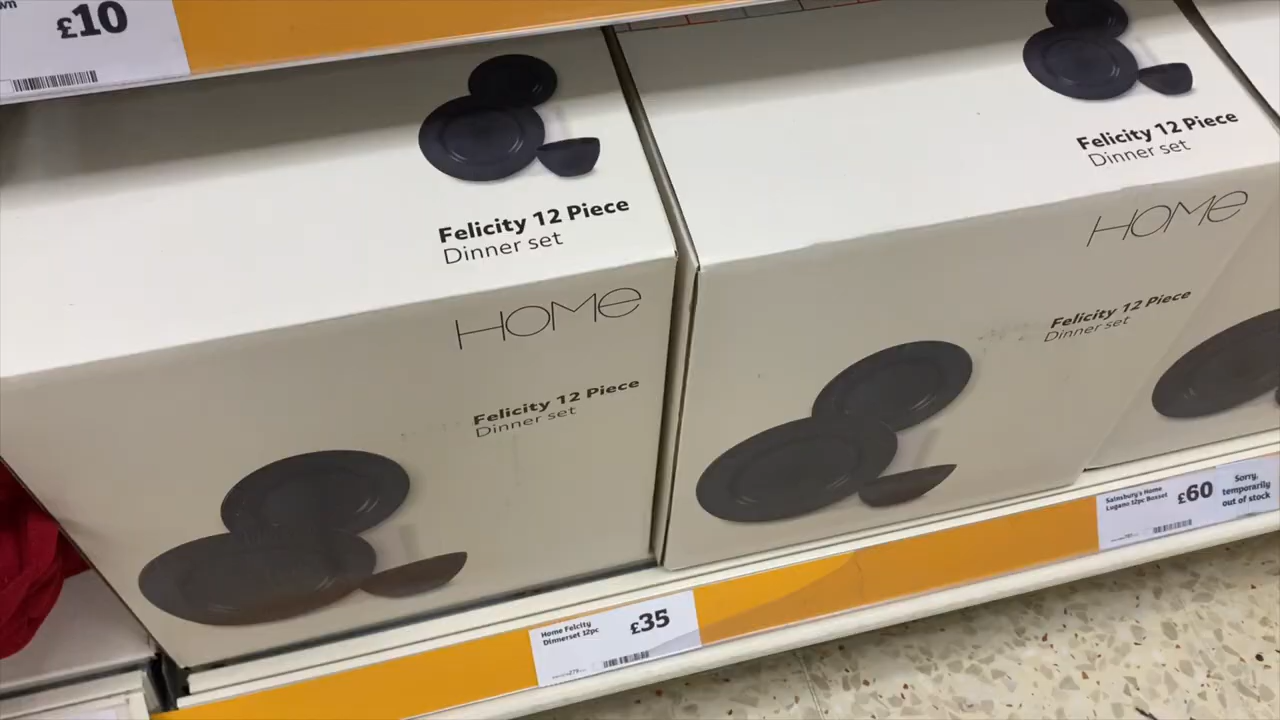 £10
Felicity 12 Piece
Dinner set
HOMe
Felicity 12 Piece
Dinner set
Felicity 12 Piece
Dinner set
HOMe
Felicity 12 Piece
Dinner set
Home Felcity
Dinnerset 12pc
£35
Sainsbury's Home
Lugano 12pc Boxset
£60
Sorry,
temporarily
out of stock